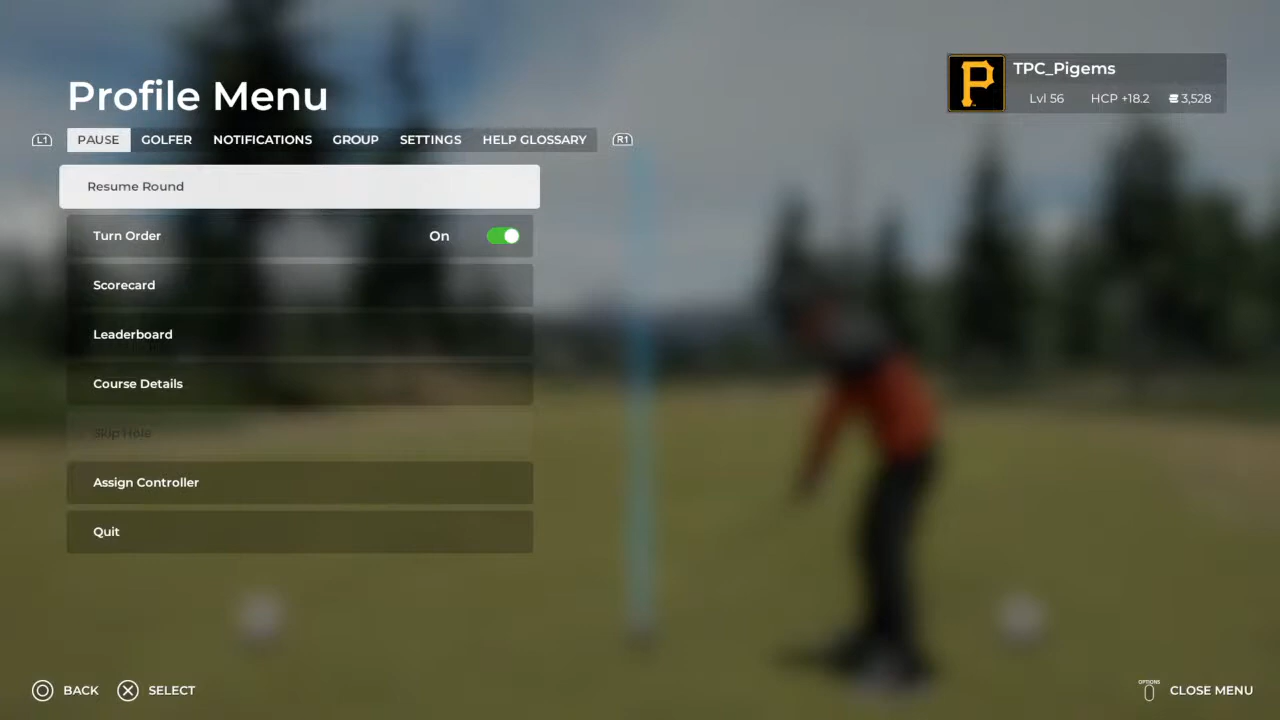 Profile Menu
TPC_Pigems
Lvl 56 HCP +18.2 3,528
L1 PAUSE GOLFER NOTIFICATIONS GROUP SETTINGS HELP GLOSSARY R1
Resume Round
Turn Order On
Scorecard
Leaderboard
Course Details
Skip Hole
Assign Controller
Quit
BACK SELECT
OPTIONS
CLOSE MENU
P